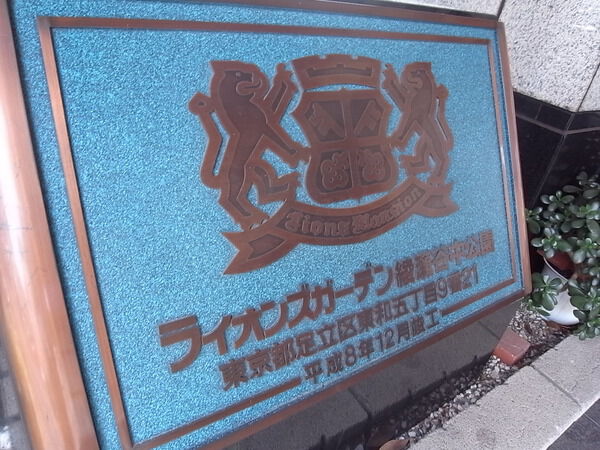 Lions Mansion
ライオンズガーデン綾瀬谷中公園
東京都足立区東和五丁目9番21
平成8年12月竣工